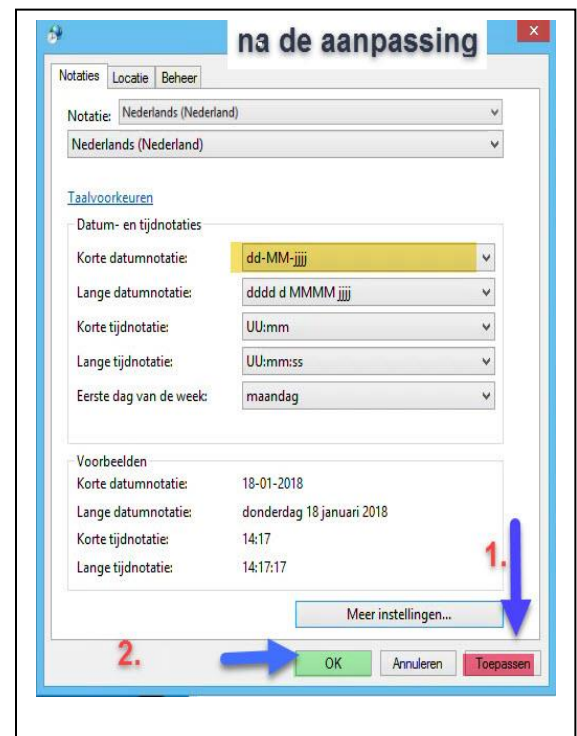 na de aanpassing
Notaties Locatie Beheer
Notatie: Nederlands (Nederland)
Nederlands (Nederland)
Taalvoorkeuren
Datum- en tijdnotaties
Korte datumnotatie: dd-MM-jjjj
Lange datumnotatie: dddd d MMMM jjjj
Korte tijdnotatie: UU:mm
Lange tijdnotatie: UU:mm:ss
Eerste dag van de week: maandag
Voorbeelden
Korte datumnotatie: 18-01-2018
Lange datumnotatie: donderdag 18 januari 2018
Korte tijdnotatie: 14:17
Lange tijdnotatie: 14:17:17
1.
Meer instellingen...
2.
OK Annuleren Toepassen